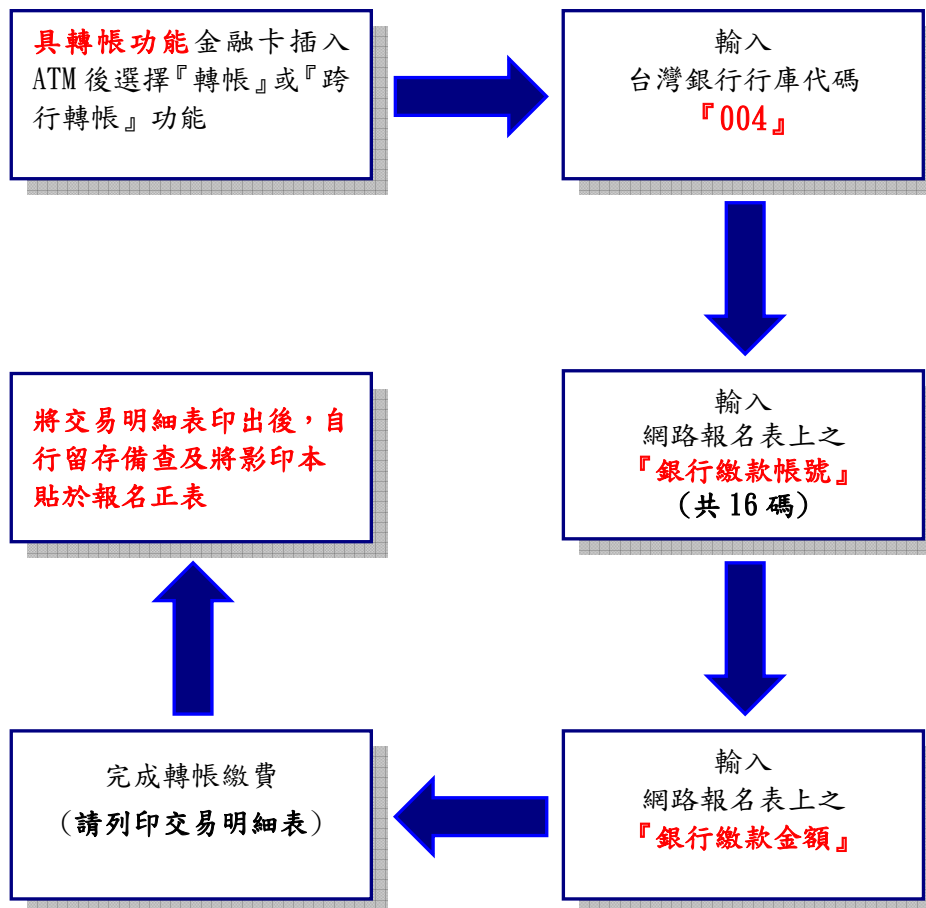 具轉帳功能金融卡插入
ATM 後選擇『轉帳』或『跨
行轉帳』功能
輸入
台灣銀行行庫代碼
『004』
輸入
網路報名表上之
『銀行繳款帳號』
(共 16 碼)
輸入
網路報名表上之
『銀行繳款金額』
完成轉帳繳費
(請列印交易明細表)
將交易明細表印出後,自
行留存備查及將影印本
貼於報名正表